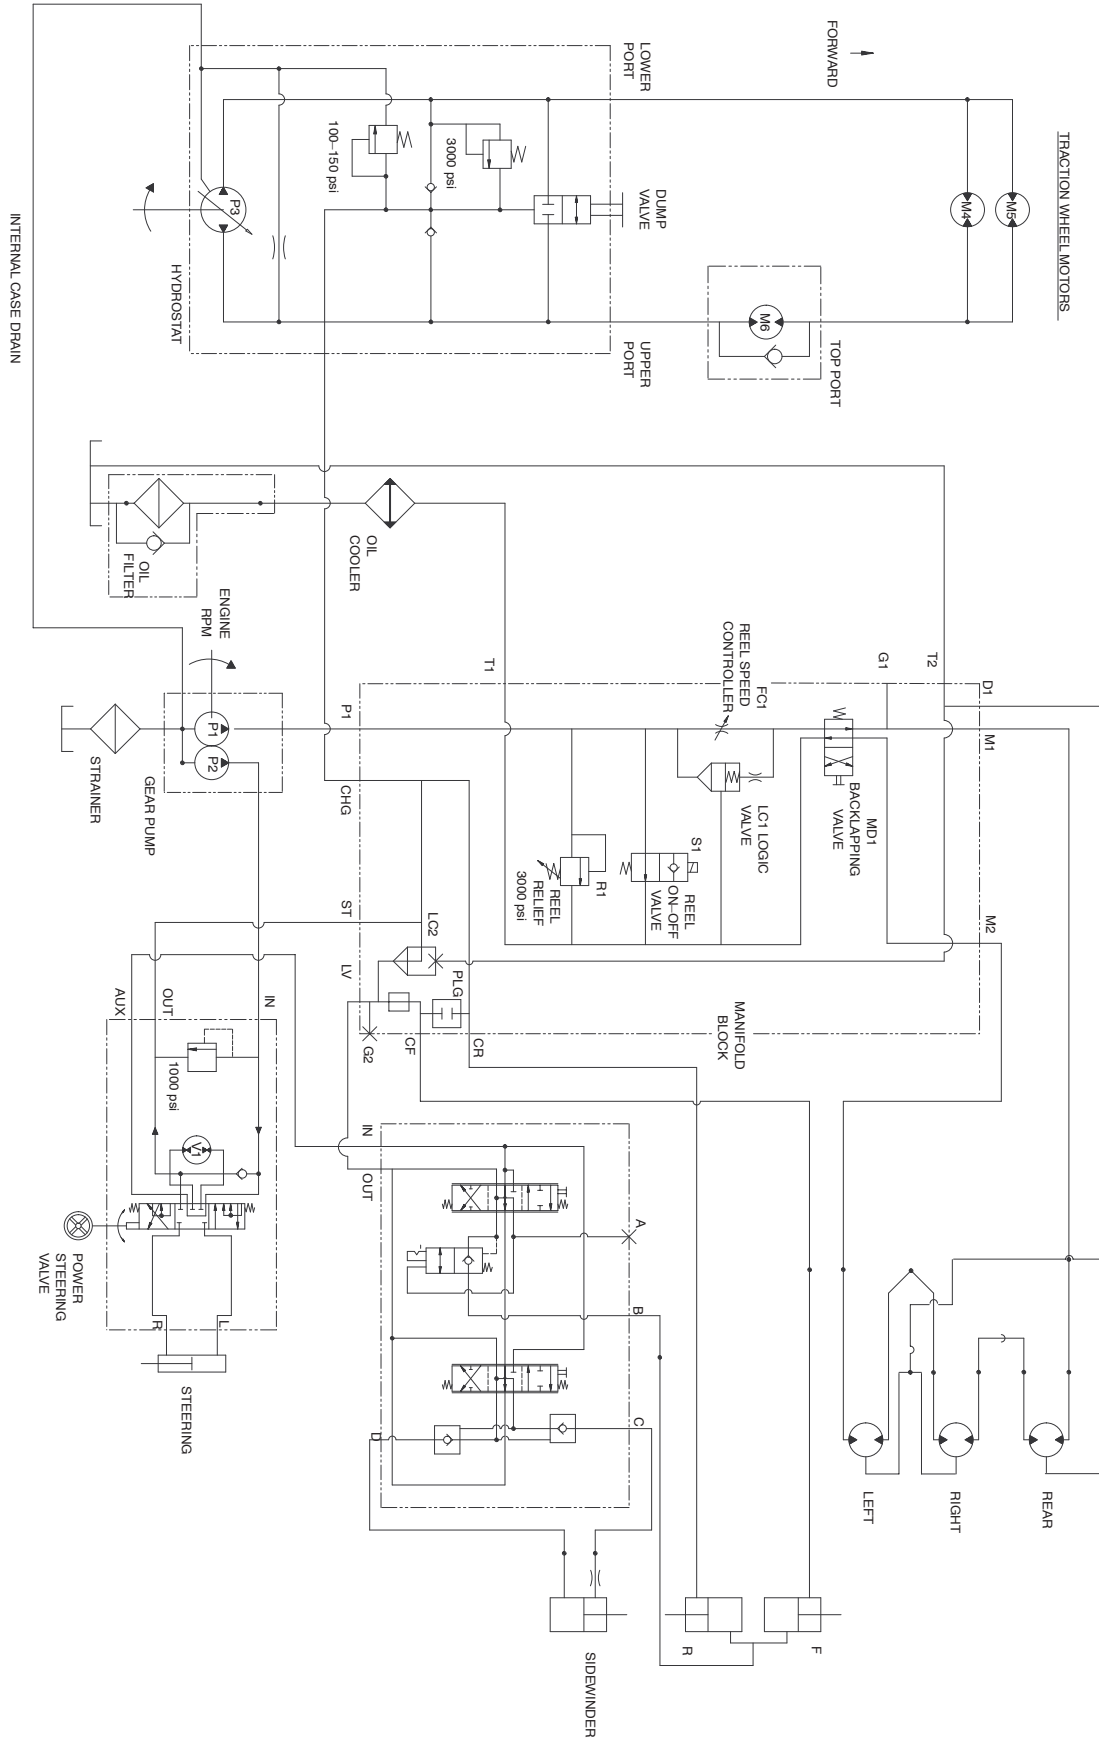 TRACTION WHEEL MOTORS
FORWARD
LOWER
PORT
M5
M4
DUMP
VALVE
3000 psi
100–150 psi
P3
HYDROSTAT
INTERNAL CASE DRAIN
UPPER
PORT
M6
TOP PORT
OIL
COOLER
OIL
FILTER
ENGINE
RPM
T1
T2
G1
D1
REEL SPEED
CONTROLLER
FC1
M1
P1
P1
P2
STRAINER
GEAR PUMP
CHG
LC1 LOGIC
VALVE
MD1
BACKLAPPING
VALVE
S1
REEL
ON–OFF
VALVE
R1
REEL
RELIEF
3000 psi
M2
ST
LC2
LV
PLG
MANIFOLD
BLOCK
CR
CF
G2
IN
OUT
AUX
1000 psi
V1
IN
OUT
POWER
STEERING
VALVE
R
L
STEERING
A
B
C
D
LEFT
RIGHT
REAR
SIDEWINDER
R
F